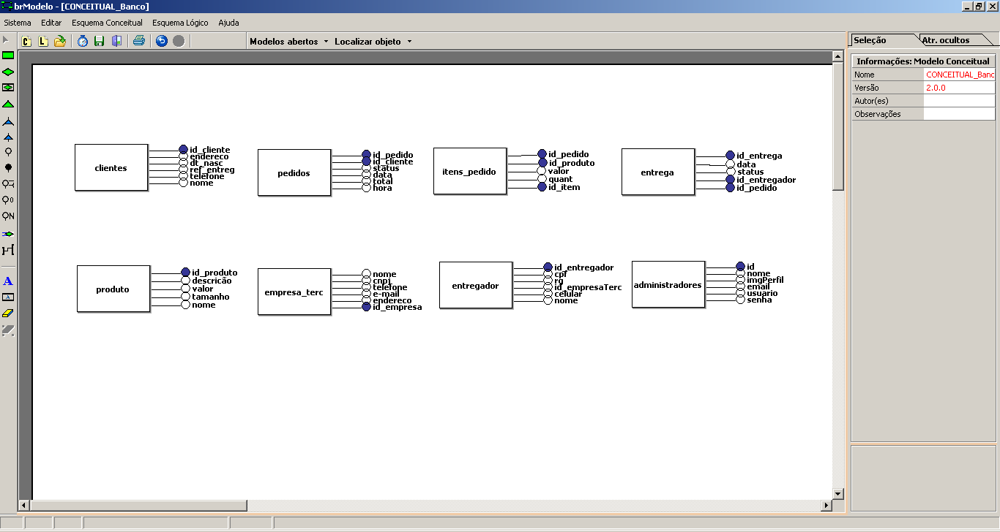 brModelo - [CONCEITUAL_Banco]
Sistema Editar Esquema Conceitual Esquema Lógico Ajuda
Modelos abertos Localizar objeto
Seleção Atr. ocultos
Informações: Modelo Conceitual
Nome CONCEITUAL_Banc
Versão 2.0.0
Autor(es)
Observações
clientes
id_cliente
endereco
dt_nasc
ref_entreg
telefone
nome
pedidos
id_pedido
id_cliente
status
data
total
hora
itens_pedido
id_pedido
id_produto
valor
quant
id_item
entrega
id_entrega
data
status
id_entregador
id_pedido
produto
id_produto
descricão
valor
tamanho
nome
empresa_terc
nome
cnpj
telefone
e-mail
endereco
id_empresa
entregador
id_entregador
cpf
rg
id_empresaTerc
celular
nome
administradores
id
nome
imgPerfil
email
usuario
senha
C
L
0
N
A
A